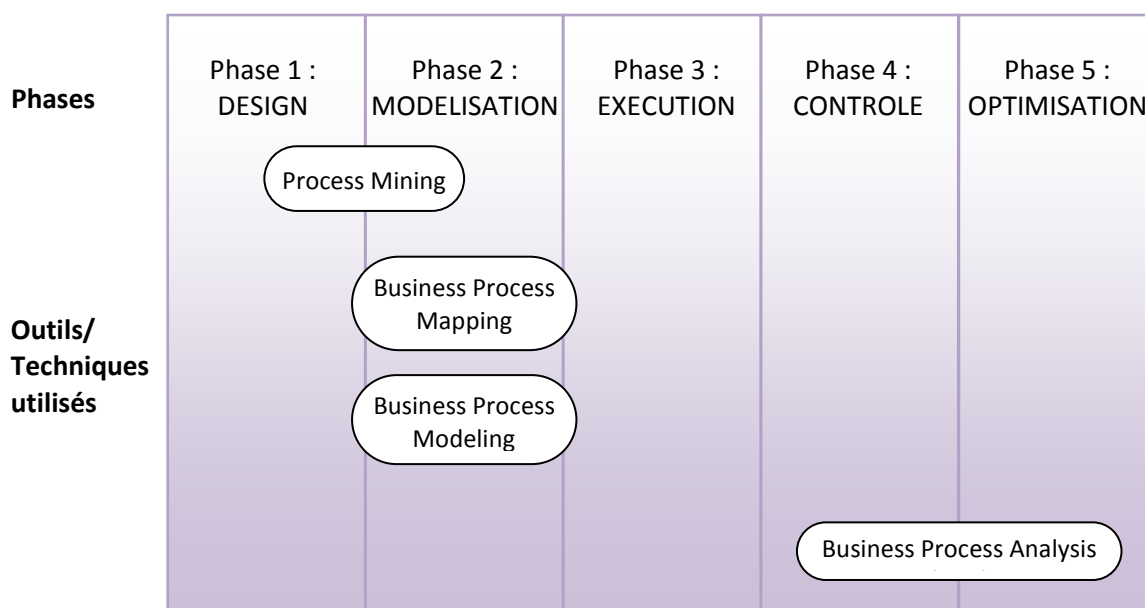 Phases
Phase 1 :
DESIGN
Phase 2 :
MODELISATION
Phase 3 :
EXECUTION
Phase 4 :
CONTROLE
Phase 5 :
OPTIMISATION
Process Mining
Business Process
Mapping
Outils/
Techniques
utilisés
Business Process
Modeling
Business Process Analysis